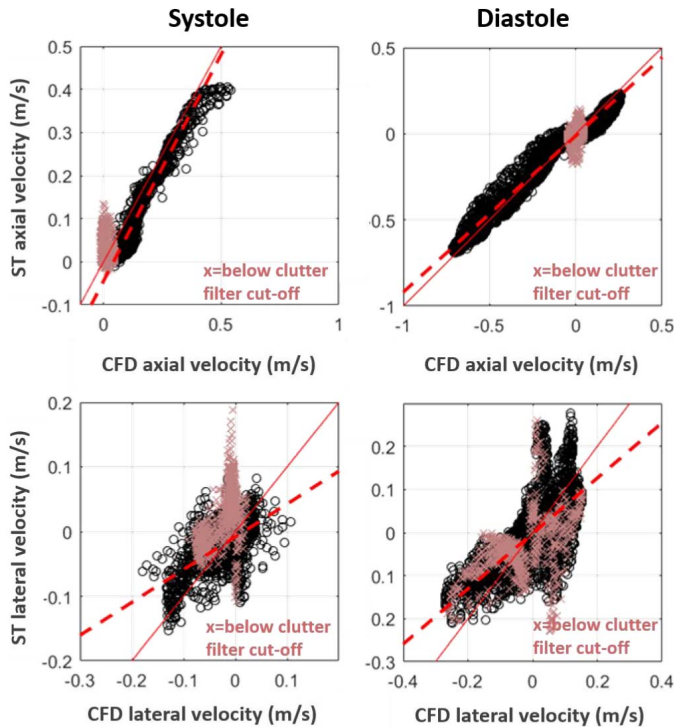 Systole
Diastole
ST axial velocity (m/s)
0.5
0.4
0.3
0.2
0.1
0
-0.1
x=below clutter
filter cut-off
0
0.5
1
CFD axial velocity (m/s)
0.5
0
-0.5
-1
x=below clutter
filter cut-off
-1
-0.5
0
0.5
CFD axial velocity (m/s)
ST lateral velocity (m/s)
0.2
0.1
0
-0.1
0.2
x=below clutter
filter cut-off
-0.3
-0.2
-0.1
0
0.1
CFD lateral velocity (m/s)
0.2
0.1
0
0.1
0.2
-0.3
x=below clutter
filter cut-off
-0.4
-0.2
0
0.2
0.4
CFD lateral velocity (m/s)